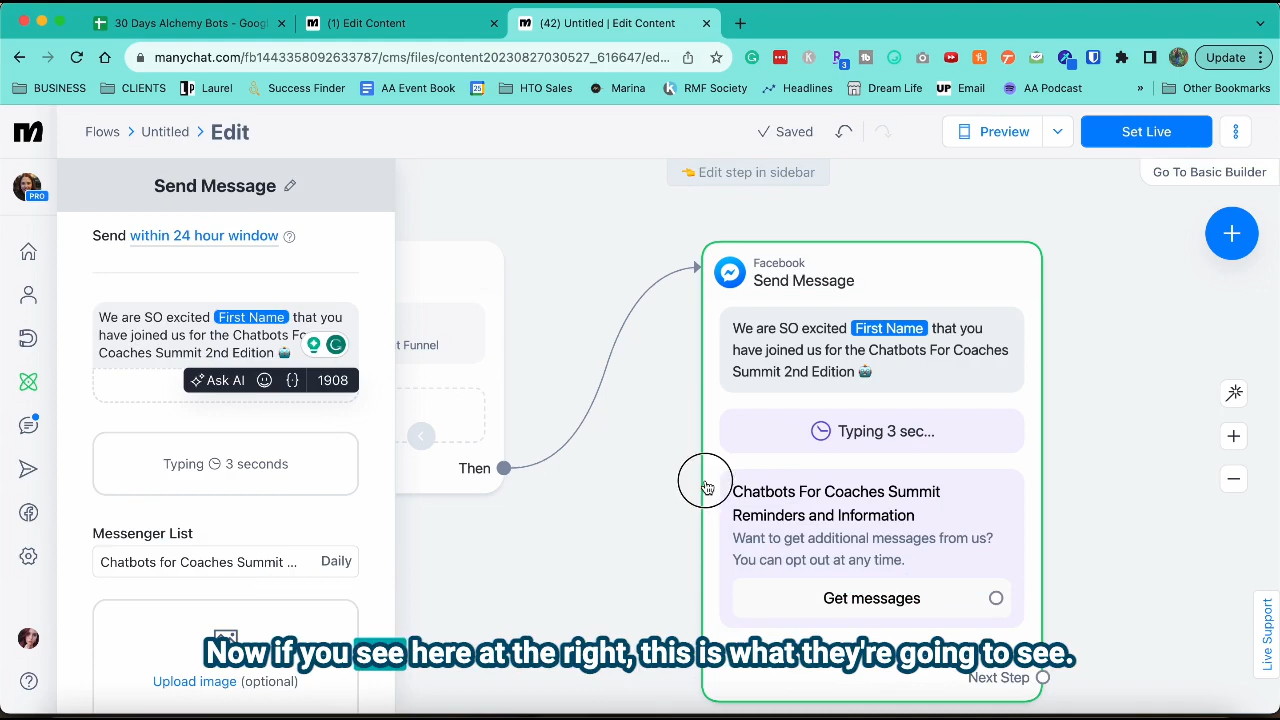 30 Days Alchemy Bots - Googl
(1) Edit Content
(42) Untitled | Edit Content
manychat.com/fb1443358092633787/cms/files/content20230827030527_616647/ed...
3
Update
BUSINESS
CLIENTS
Laurel
Success Finder
AA Event Book
HTO Sales
Marina
RMF Society
Headlines
Dream Life
UP Email
AA Podcast
»
Other Bookmarks
Flows > Untitled > Edit
Saved
Preview
Set Live
👈 Edit step in sidebar
Go To Basic Builder
PRO
Send Message
Send within 24 hour window
We are SO excited First Name that you
have joined us for the Chatbots Fo
Coaches Summit 2nd Edition 🤖
Ask AI
1908
Typing 3 seconds
Messenger List
Chatbots for Coaches Summit ...
Daily
Upload image (optional)
t Funnel
Then
Facebook
Send Message
We are SO excited First Name that you
have joined us for the Chatbots For Coaches
Summit 2nd Edition 🤖
Typing 3 sec...
Chatbots For Coaches Summit
Reminders and Information
Want to get additional messages from us?
You can opt out at any time.
Get messages
Next Step
Live Support
Now if you see here at the right, this is what they're going to see.